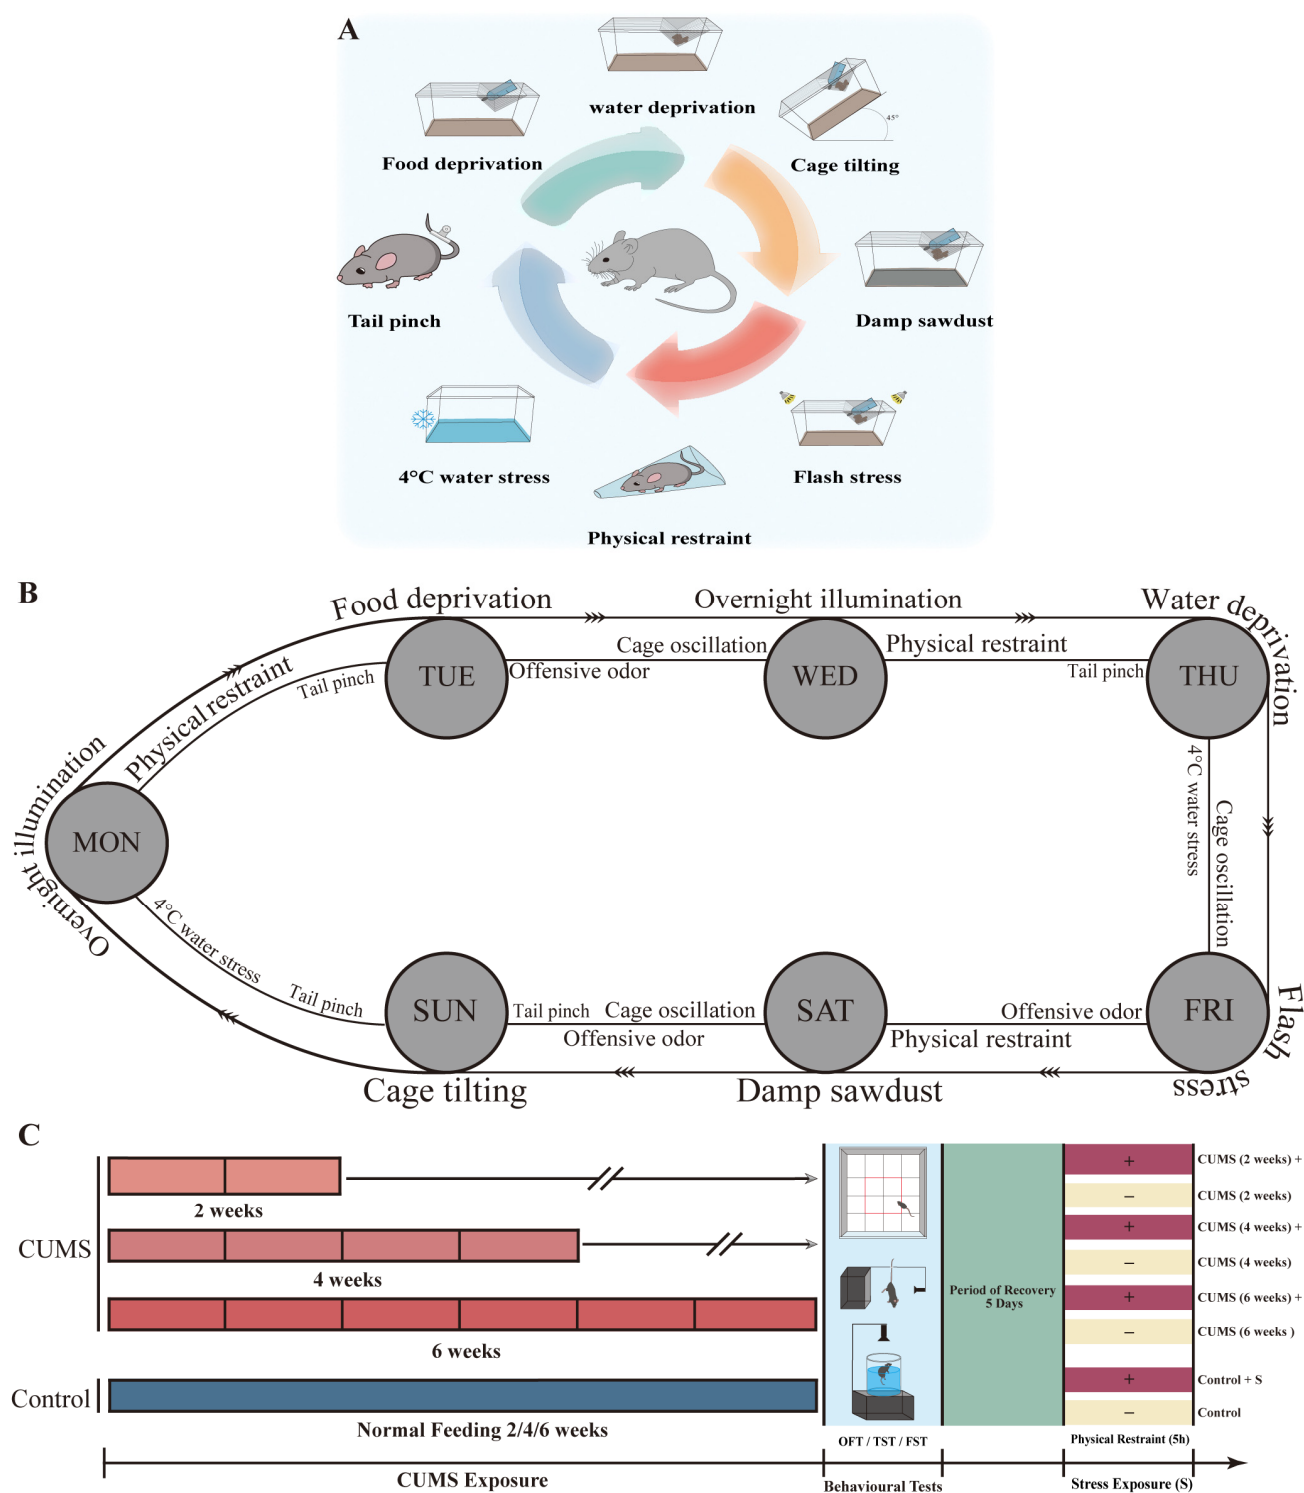 A
water deprivation
45°
Food deprivation
Cage tilting
Tail pinch
Damp sawdust
4°C water stress
Flash stress
Physical restraint
B
Food deprivation
Overnight illumination
Water deprivation
Cage oscillation
Physical restraint
TUE
Offensive odor
WED
Tail pinch
THU
Physical restraint
Tail pinch
Overnight illumination
MON
4°C water stress
Cage oscillation
4°C water stress
Tail pinch
SUN
Tail pinch
Cage oscillation
Offensive odor
SAT
Offensive odor
Physical restraint
FRI
Flash stress
Cage tilting
Damp sawdust
C
CUMS
2 weeks
4 weeks
6 weeks
Control
Normal Feeding 2/4/6 weeks
CUMS Exposure
OFT / TST / FST
Behavioural Tests
Period of Recovery
5 Days
+
CUMS (2 weeks) +
−
CUMS (2 weeks)
+
CUMS (4 weeks) +
−
CUMS (4 weeks)
+
CUMS (6 weeks) +
−
CUMS (6 weeks )
+
Control + S
−
Control
Physical Restraint (5h)
Stress Exposure (S)